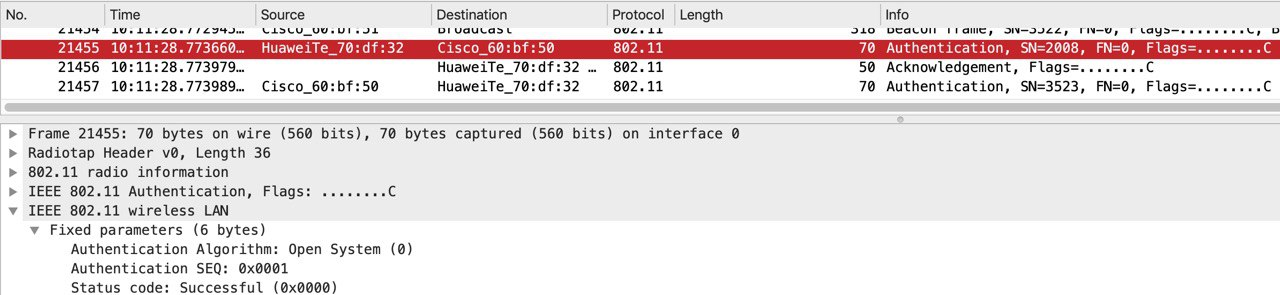 No. Time Source Destination Protocol Length Info
21454 10:11:28.772945… Cisco_60:bf:51 Broadcast 802.11 318 Beacon frame, SN=3522, FN=0, Flags=........C, B
21455 10:11:28.773660… HuaweiTe_70:df:32 Cisco_60:bf:50 802.11 70 Authentication, SN=2008, FN=0, Flags=........C
21456 10:11:28.773979… HuaweiTe_70:df:32 … 802.11 50 Acknowledgement, Flags=........C
21457 10:11:28.773989… Cisco_60:bf:50 HuaweiTe_70:df:32 802.11 70 Authentication, SN=3523, FN=0, Flags=........C
Frame 21455: 70 bytes on wire (560 bits), 70 bytes captured (560 bits) on interface 0
Radiotap Header v0, Length 36
802.11 radio information
IEEE 802.11 Authentication, Flags: ........C
IEEE 802.11 wireless LAN
Fixed parameters (6 bytes)
Authentication Algorithm: Open System (0)
Authentication SEQ: 0x0001
Status code: Successful (0x0000)